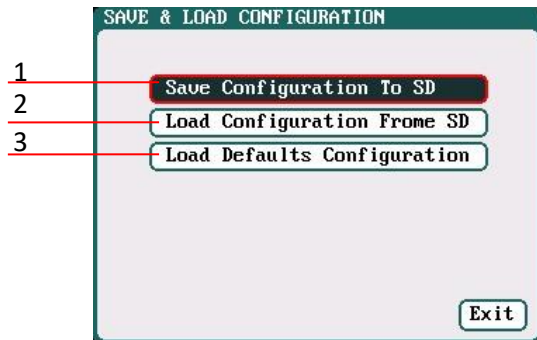 SAVE & LOAD CONFIGURATION
1
Save Configuration To SD
2
Load Configuration Frome SD
3
Load Defaults Configuration
Exit